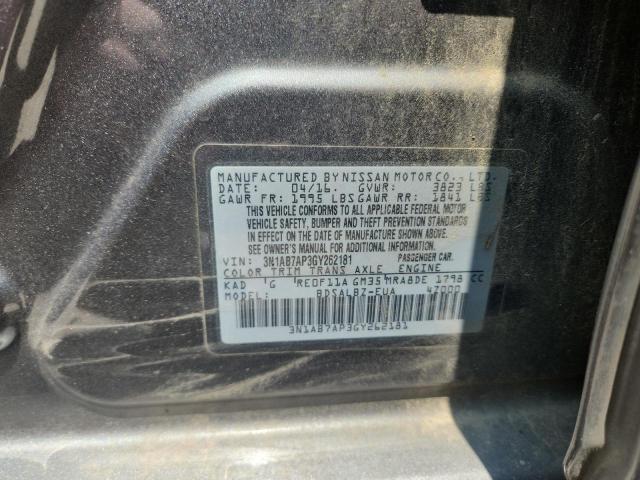 MANUFACTURED BY NISSAN MOTOR CO., LTD.
DATE: 04/16. GVWR: 3823 LBS
GAWR FR: 1995 LBS GAWR RR: 1841 LBS
THIS VEHICLE CONFORMS TO ALL APPLICABLE FEDERAL MOTOR
VEHICLE SAFETY, BUMPER AND THEFT PREVENTION STANDARDS
IN EFFECT ON THE DATE OF MANUFACTURE SHOWN ABOVE.
SEE OWNER'S MANUAL FOR ADDITIONAL INFORMATION.
VIN: 3N1AB7AP3GY262181 PASSENGER CAR.
COLOR TRIM TRANS AXLE ENGINE
KAD G RE0F11A GM35 MRA8DE 1798 CC
MODEL: BDSALBZ-EUA 47000
3N1AB7AP3GY262181